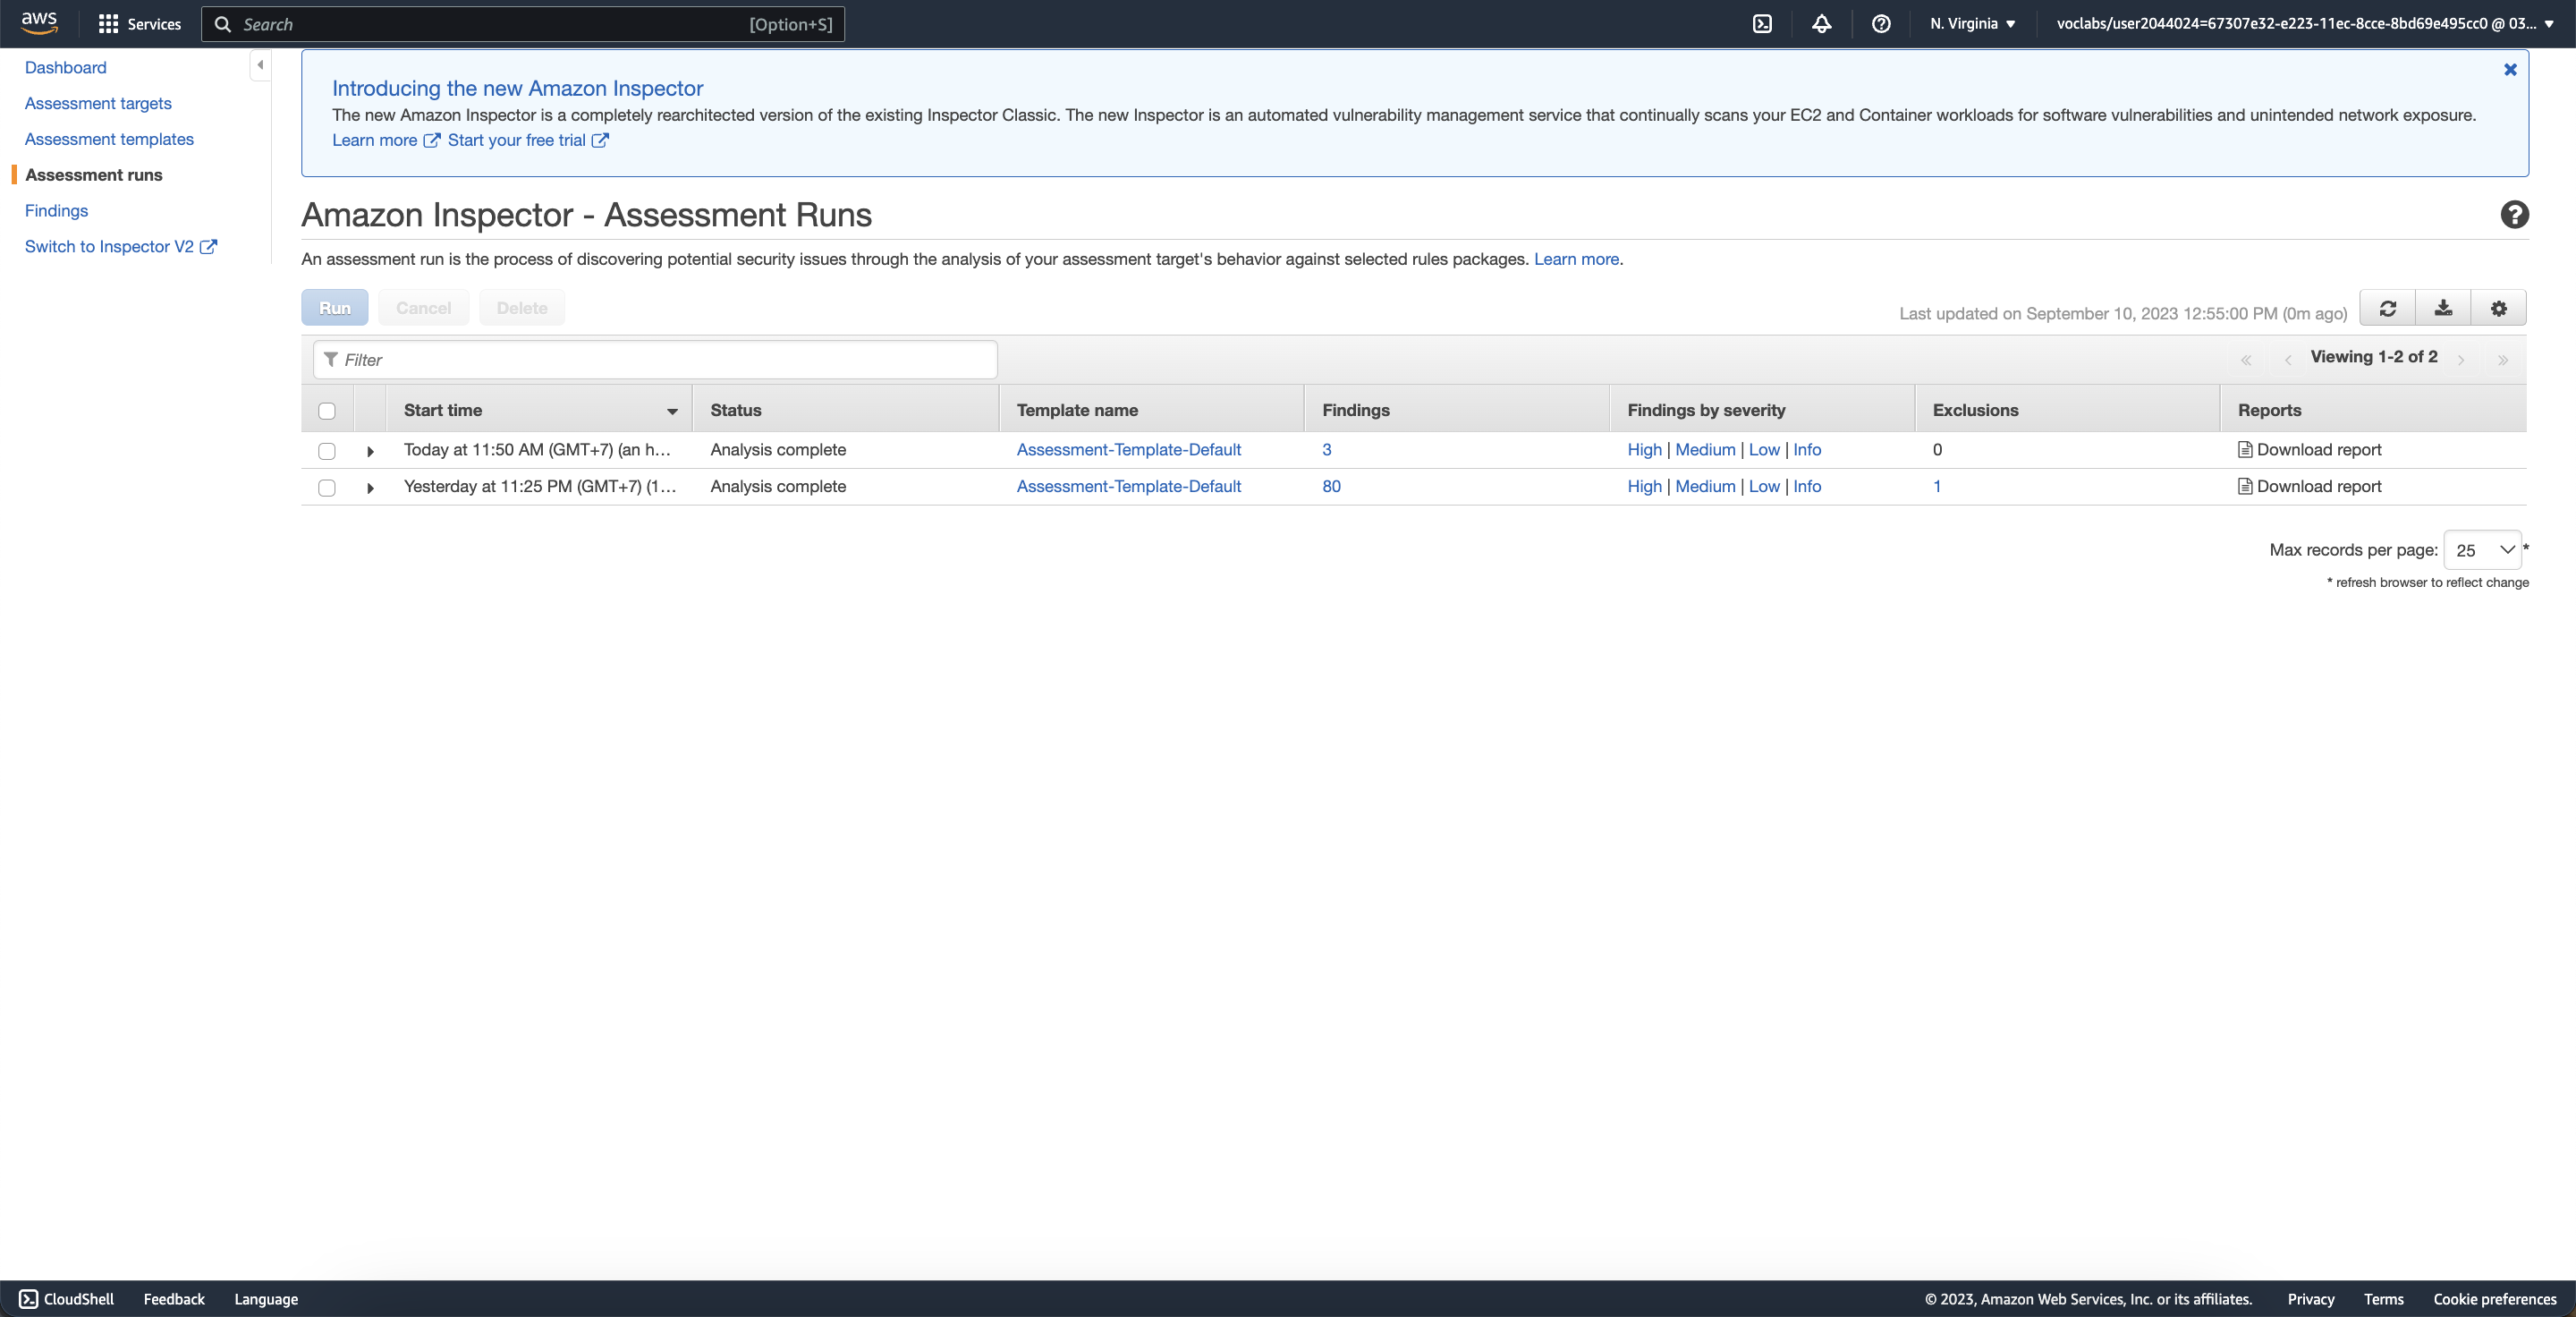 aws Services Search [Option+S] N. Virginia voclabs/user2044024=67307e32-e223-11ec-8cce-8bd69e495cc0 @ 03...
Dashboard
Assessment targets
Assessment templates
Assessment runs
Findings
Switch to Inspector V2
Introducing the new Amazon Inspector
The new Amazon Inspector is a completely rearchitected version of the existing Inspector Classic. The new Inspector is an automated vulnerability management service that continually scans your EC2 and Container workloads for software vulnerabilities and unintended network exposure.
Learn more Start your free trial
Amazon Inspector - Assessment Runs
An assessment run is the process of discovering potential security issues through the analysis of your assessment target's behavior against selected rules packages. Learn more.
Run Cancel Delete
Last updated on September 10, 2023 12:55:00 PM (0m ago)
Filter
« ‹ Viewing 1-2 of 2 › »
Start time Status Template name Findings Findings by severity Exclusions Reports
Today at 11:50 AM (GMT+7) (an h... Analysis complete Assessment-Template-Default 3 High | Medium | Low | Info 0 Download report
Yesterday at 11:25 PM (GMT+7) (1... Analysis complete Assessment-Template-Default 80 High | Medium | Low | Info 1 Download report
Max records per page: 25 *
* refresh browser to reflect change
CloudShell Feedback Language © 2023, Amazon Web Services, Inc. or its affiliates. Privacy Terms Cookie preferences